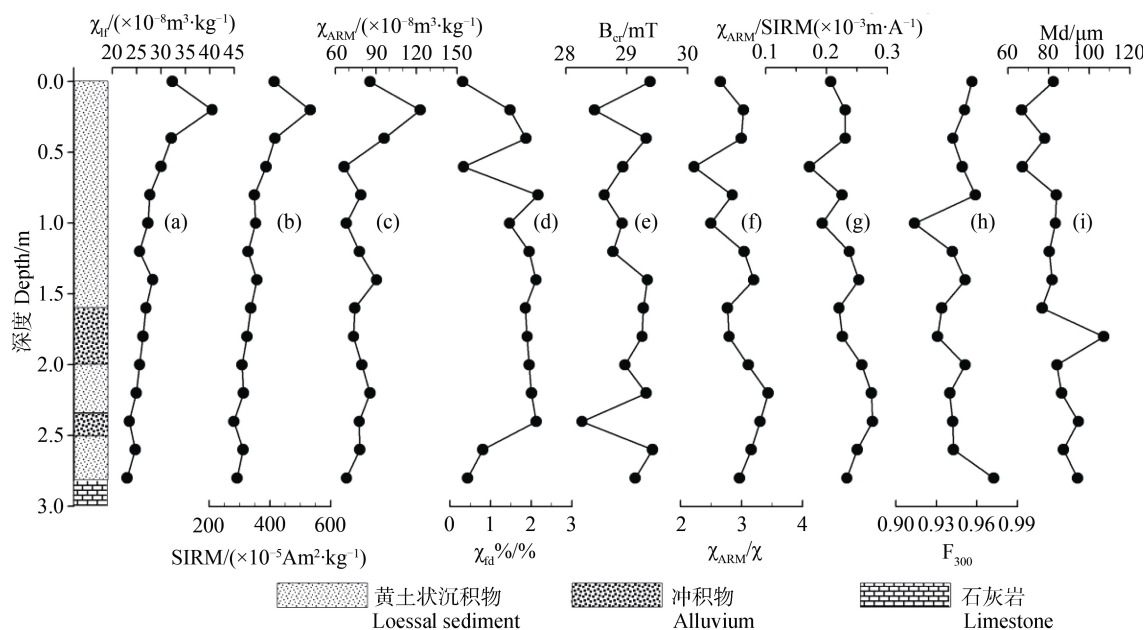 χlf/(×10⁻⁸m³·kg⁻¹)
20 25 30 35 40 45
χARM/(×10⁻⁸m³·kg⁻¹)
60 90 120 150
Bcr/mT
28 29 30
χARM/SIRM(×10⁻³m·A⁻¹)
0.1 0.2 0.3
Md/μm
60 80 100 120
深度 Depth/m
0.0
0.5
1.0
1.5
2.0
2.5
3.0
(a) (b) (c) (d) (e) (f) (g) (h) (i)
200 400 600
SIRM/(×10⁻⁵Am²·kg⁻¹)
0 1 2 3
χfd%/%
2 3 4
χARM/χ
0.90 0.93 0.96 0.99
F300
黄土状沉积物
Loessal sediment
冲积物
Alluvium
石灰岩
Limestone